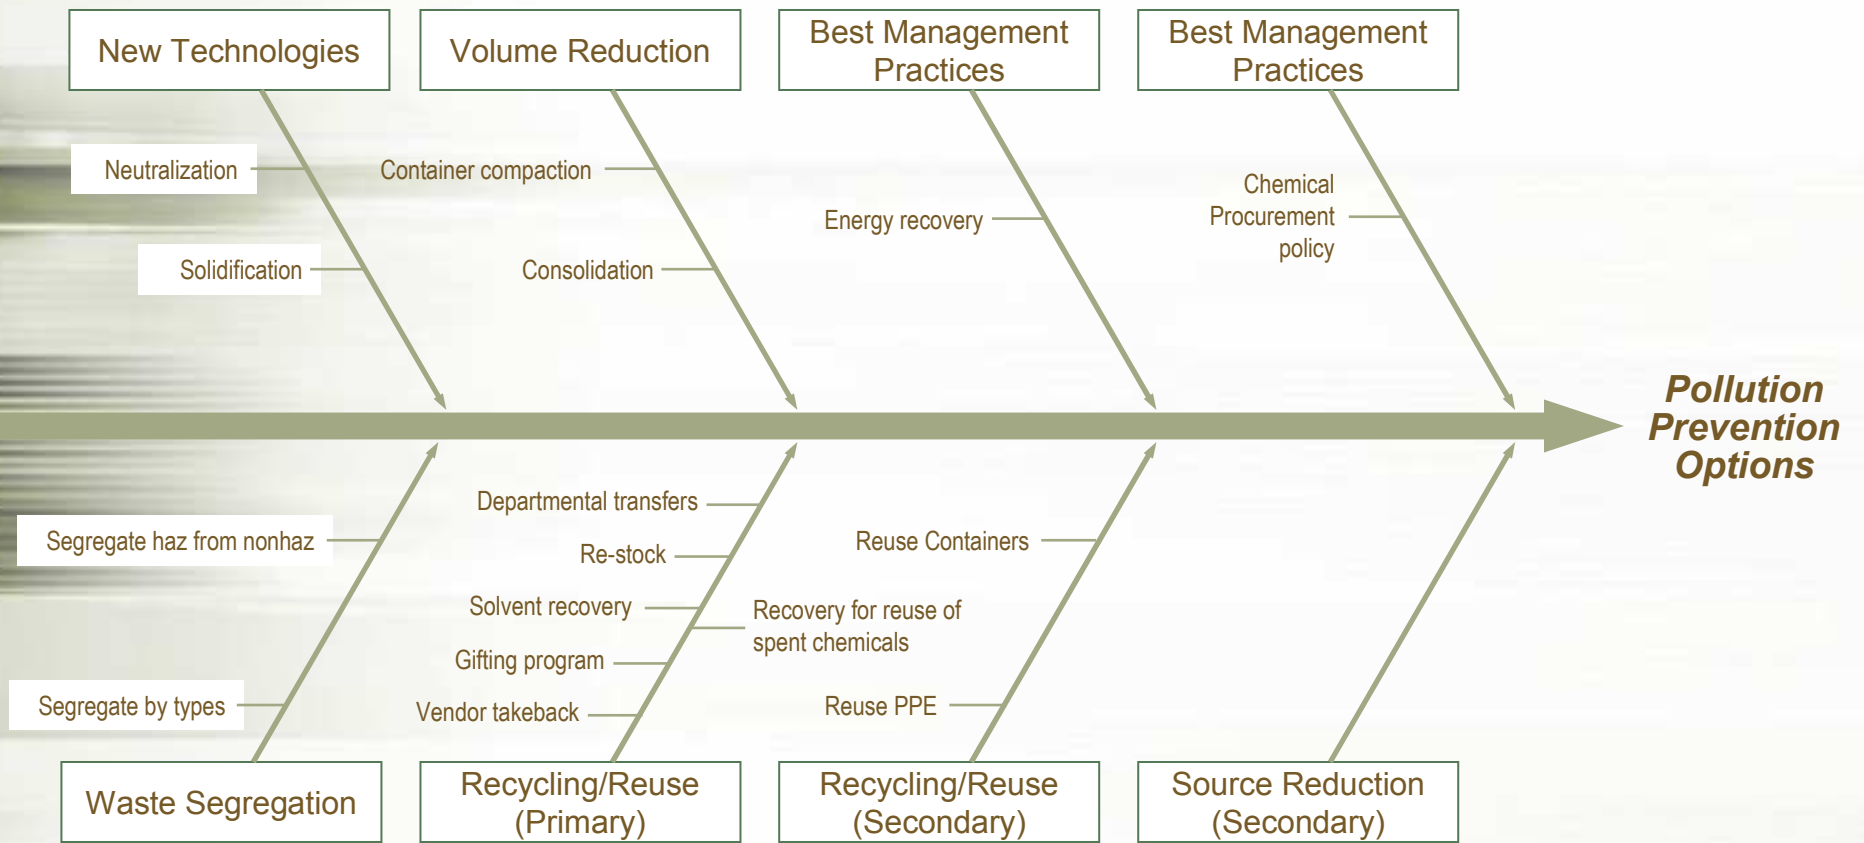 New Technologies
Volume Reduction
Best Management
Practices
Best Management
Practices
Neutralization
Solidification
Container compaction
Consolidation
Energy recovery
Chemical
Procurement
policy
Pollution
Prevention
Options
Segregate haz from nonhaz
Segregate by types
Departmental transfers
Re-stock
Solvent recovery
Recovery for reuse of
spent chemicals
Gifting program
Vendor takeback
Reuse Containers
Reuse PPE
Waste Segregation
Recycling/Reuse
(Primary)
Recycling/Reuse
(Secondary)
Source Reduction
(Secondary)